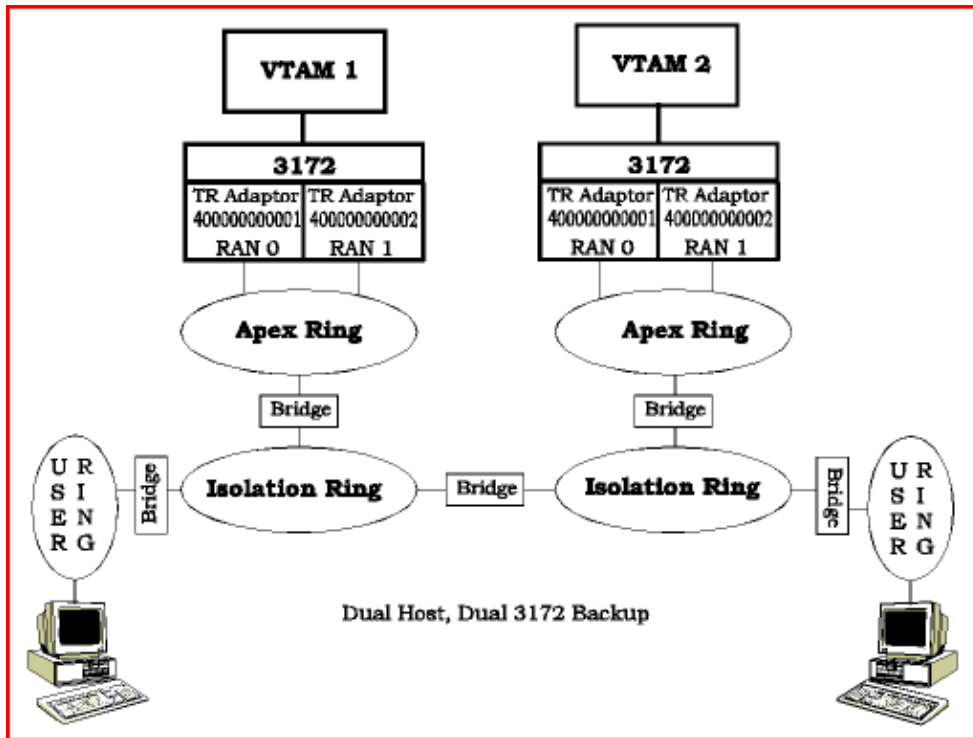 VTAM 1
VTAM 2
3172
3172
TR Adaptor
400000000001
RAN 0
TR Adaptor
400000000002
RAN 1
TR Adaptor
400000000001
RAN 0
TR Adaptor
400000000002
RAN 1
Apex Ring
Apex Ring
Bridge
Bridge
USER
RING
Bridge
Isolation Ring
Bridge
Isolation Ring
Bridge
USER
RING
Dual Host, Dual 3172 Backup